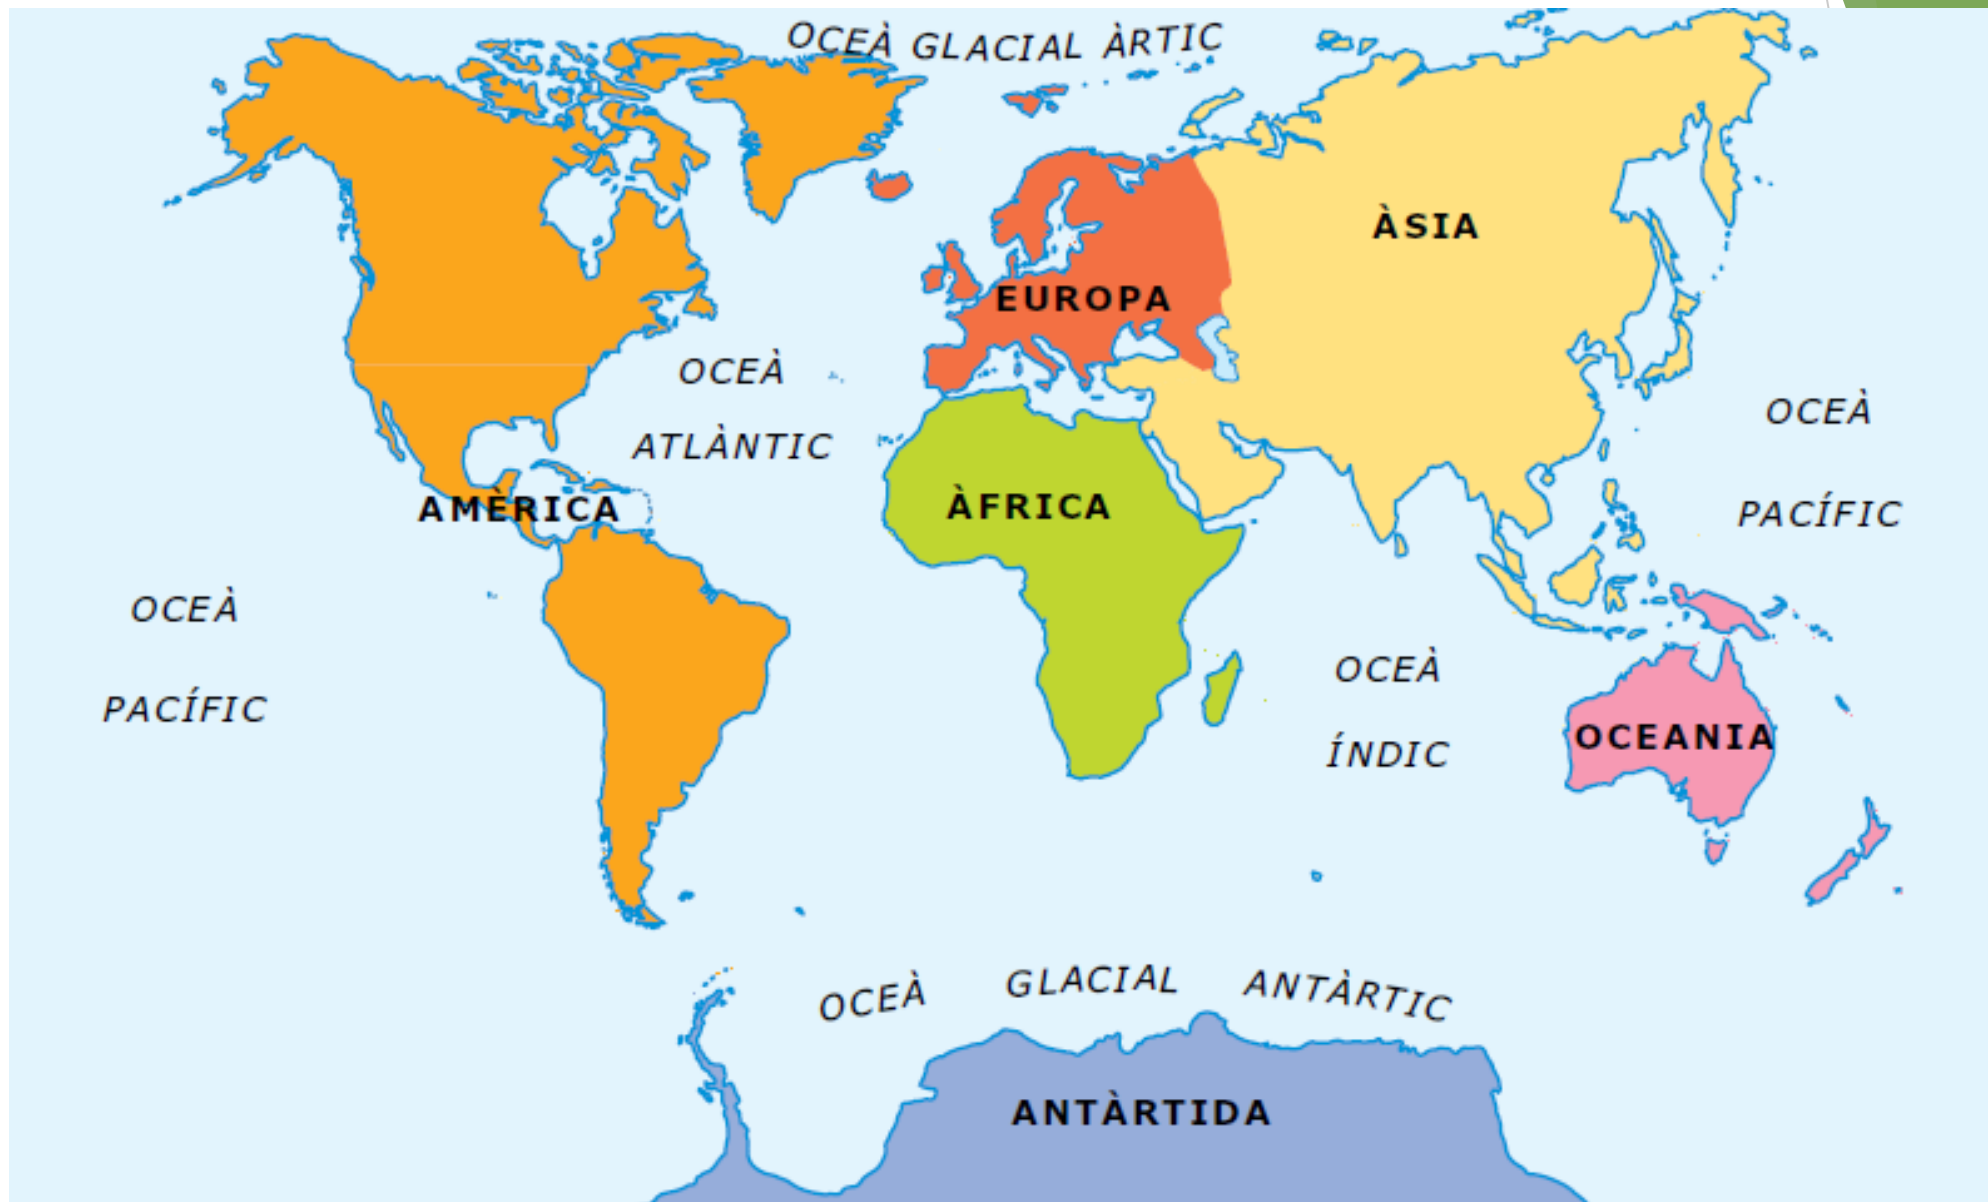 OCEÀ GLACIAL ÀRTIC
ÀSIA
EUROPA
OCEÀ
ATLÀNTIC
OCEÀ
PACÍFIC
AMÈRICA
ÀFRICA
OCEÀ
PACÍFIC
OCEÀ
ÍNDIC
OCEANIA
OCEÀ GLACIAL ANTÀRTIC
ANTÀRTIDA